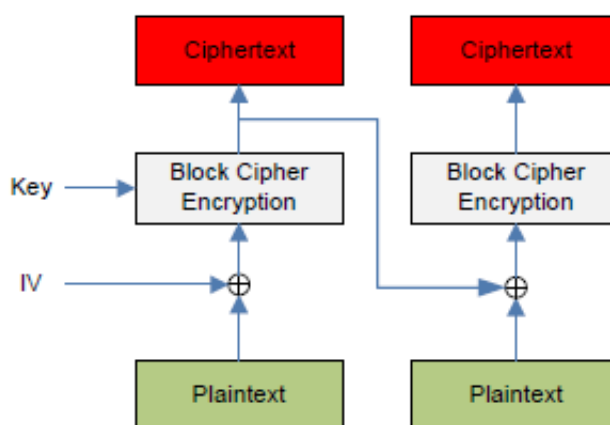 Ciphertext
Ciphertext
Key
Block Cipher
Encryption
Block Cipher
Encryption
IV
Plaintext
Plaintext